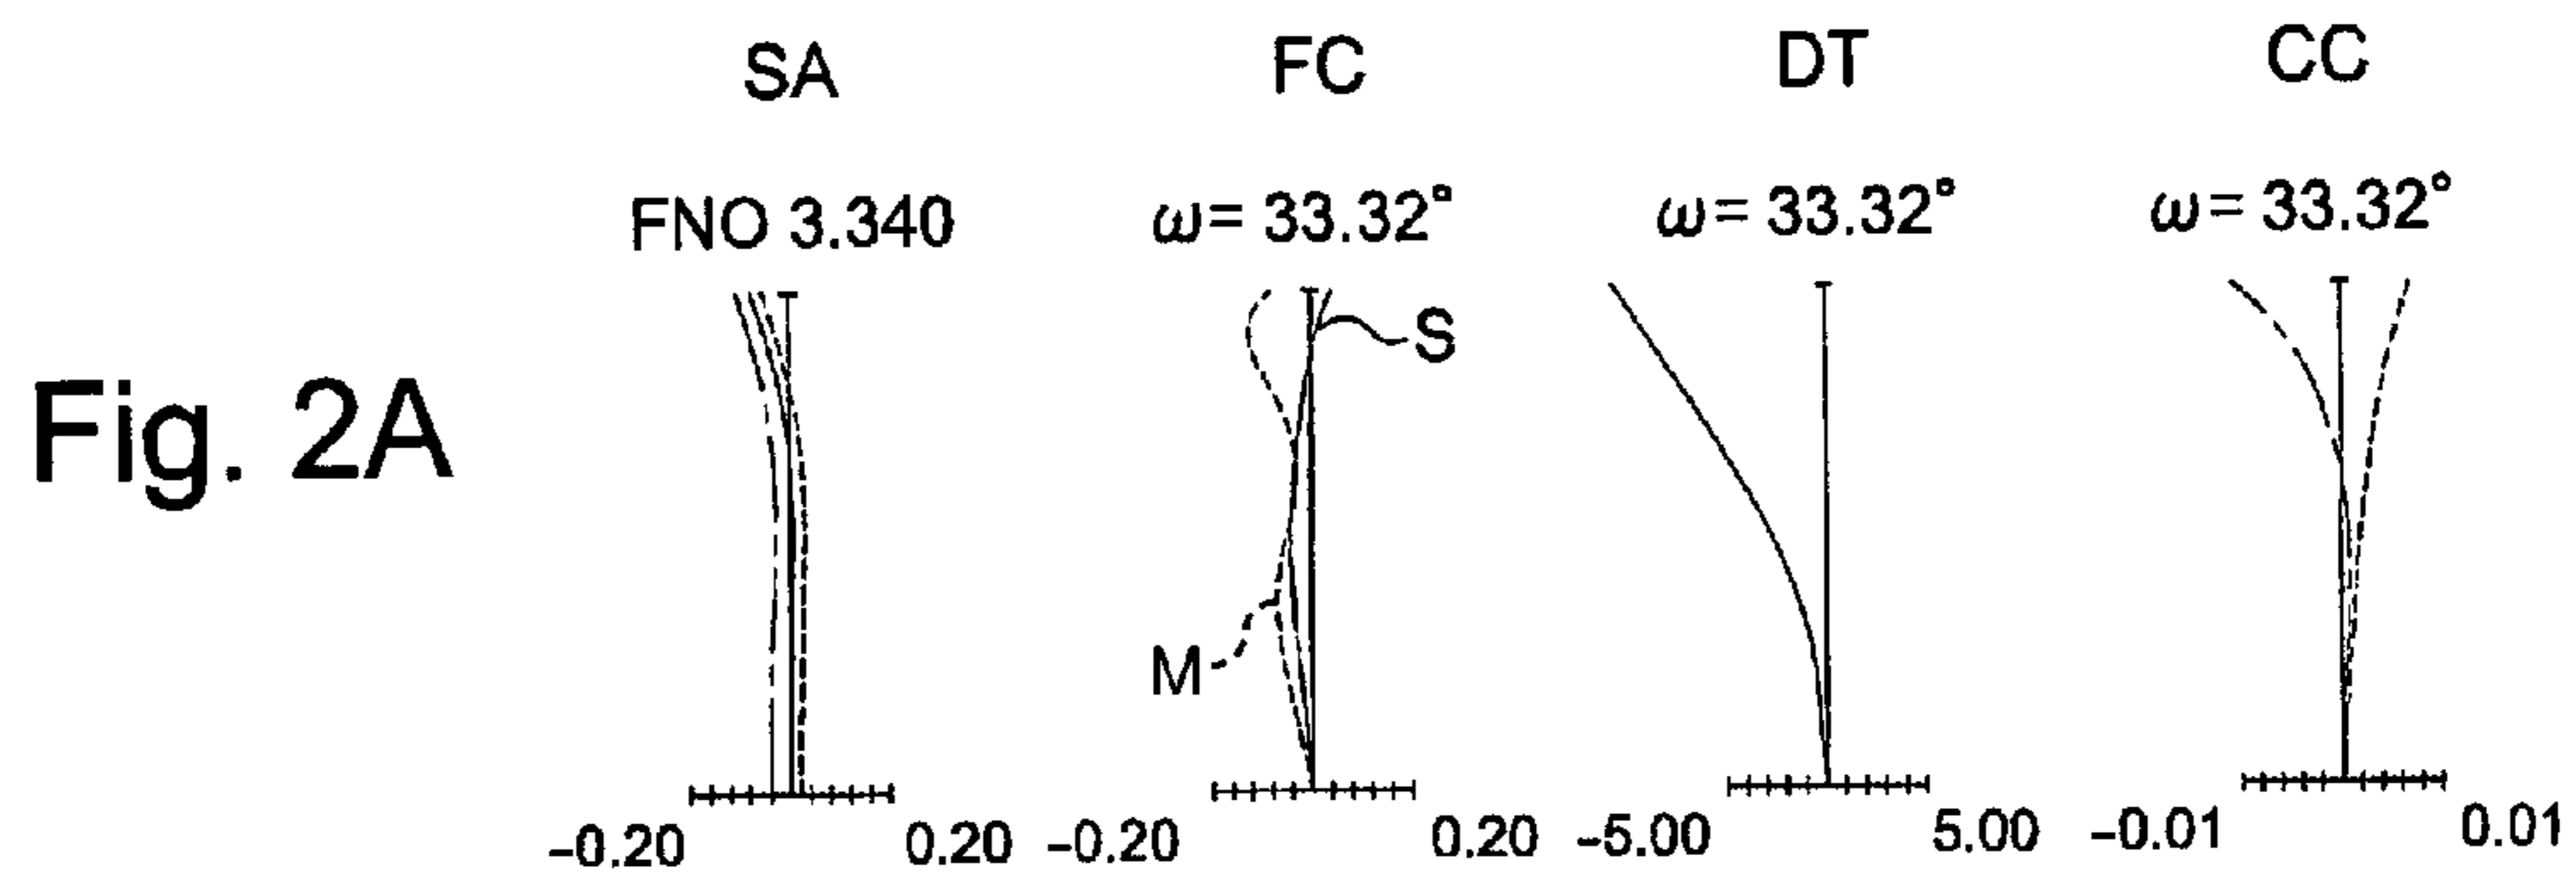 SA FC DT CC
FNO 3.340 ω= 33.32° ω= 33.32° ω= 33.32°
S
Fig. 2A
M
-0.20 0.20 -0.20 0.20 -5.00 5.00 -0.01 0.01